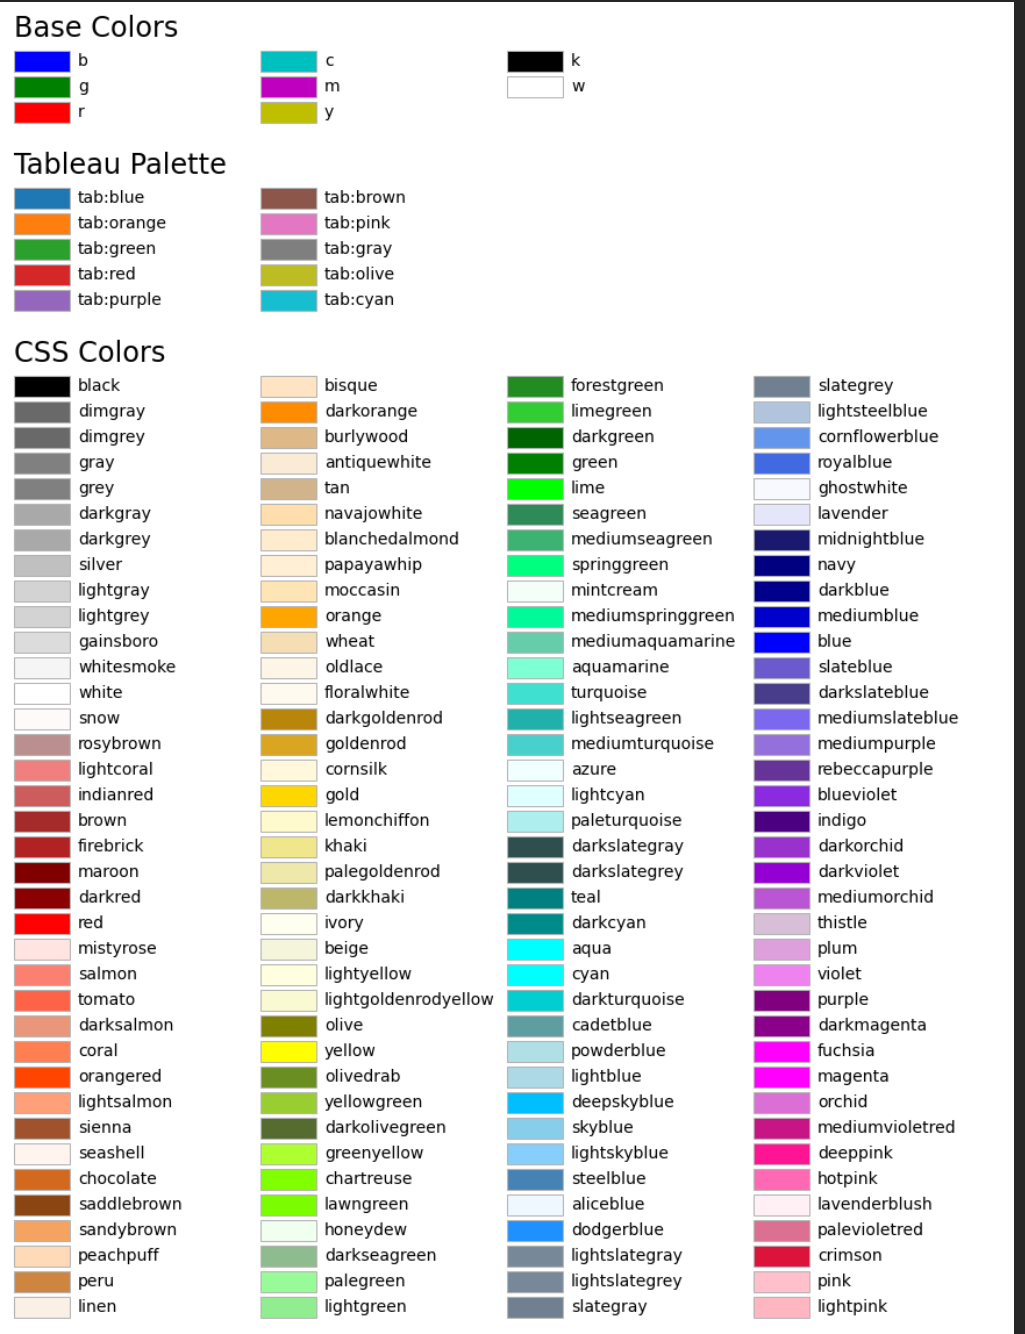 Base Colors
b
g
r
c
m
y
k
w
Tableau Palette
tab:blue
tab:orange
tab:green
tab:red
tab:purple
tab:brown
tab:pink
tab:gray
tab:olive
tab:cyan
CSS Colors
black
dimgray
dimgrey
gray
grey
darkgray
darkgrey
silver
lightgray
lightgrey
gainsboro
whitesmoke
white
snow
rosybrown
lightcoral
indianred
brown
firebrick
maroon
darkred
red
mistyrose
salmon
tomato
darksalmon
coral
orangered
lightsalmon
sienna
seashell
chocolate
saddlebrown
sandybrown
peachpuff
peru
linen
bisque
darkorange
burlywood
antiquewhite
tan
navajowhite
blanchedalmond
papayawhip
moccasin
orange
wheat
oldlace
floralwhite
darkgoldenrod
goldenrod
cornsilk
gold
lemonchiffon
khaki
palegoldenrod
darkkhaki
ivory
beige
lightyellow
lightgoldenrodyellow
olive
yellow
olivedrab
yellowgreen
darkolivegreen
greenyellow
chartreuse
lawngreen
honeydew
darkseagreen
palegreen
lightgreen
forestgreen
limegreen
darkgreen
green
lime
seagreen
mediumseagreen
springgreen
mintcream
mediumspringgreen
mediumaquamarine
aquamarine
turquoise
lightseagreen
mediumturquoise
azure
lightcyan
paleturquoise
darkslategray
darkslategrey
teal
darkcyan
aqua
cyan
darkturquoise
cadetblue
powderblue
lightblue
deepskyblue
skyblue
lightskyblue
steelblue
aliceblue
dodgerblue
lightslategray
lightslategrey
slategray
slategrey
lightsteelblue
cornflowerblue
royalblue
ghostwhite
lavender
midnightblue
navy
darkblue
mediumblue
blue
slateblue
darkslateblue
mediumslateblue
mediumpurple
rebeccapurple
blueviolet
indigo
darkorchid
darkviolet
mediumorchid
thistle
plum
violet
purple
darkmagenta
fuchsia
magenta
orchid
mediumvioletred
deeppink
hotpink
lavenderblush
palevioletred
crimson
pink
lightpink